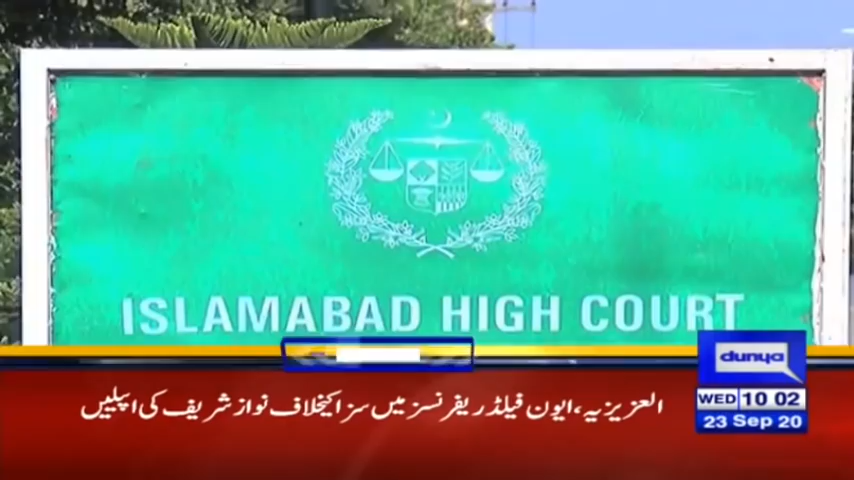 ISLAMABAD HIGH COURT
العزیزیہ، ایون فیلڈ ریفرنسز میں سزا کیخلاف نواز شریف کی اپیلیں
dunya
WED 10 02
23 Sep 20